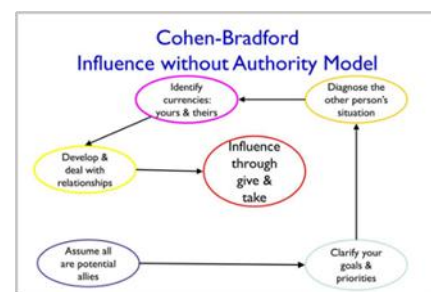 Cohen-Bradford
Influence without Authority Model
Identify
currencies:
yours & theirs
Diagnose the
other person's
situation
Develop &
deal with
relationships
Influence
through
give &
take
Assume all
are potential
allies
Clarify your
goals &
priorities